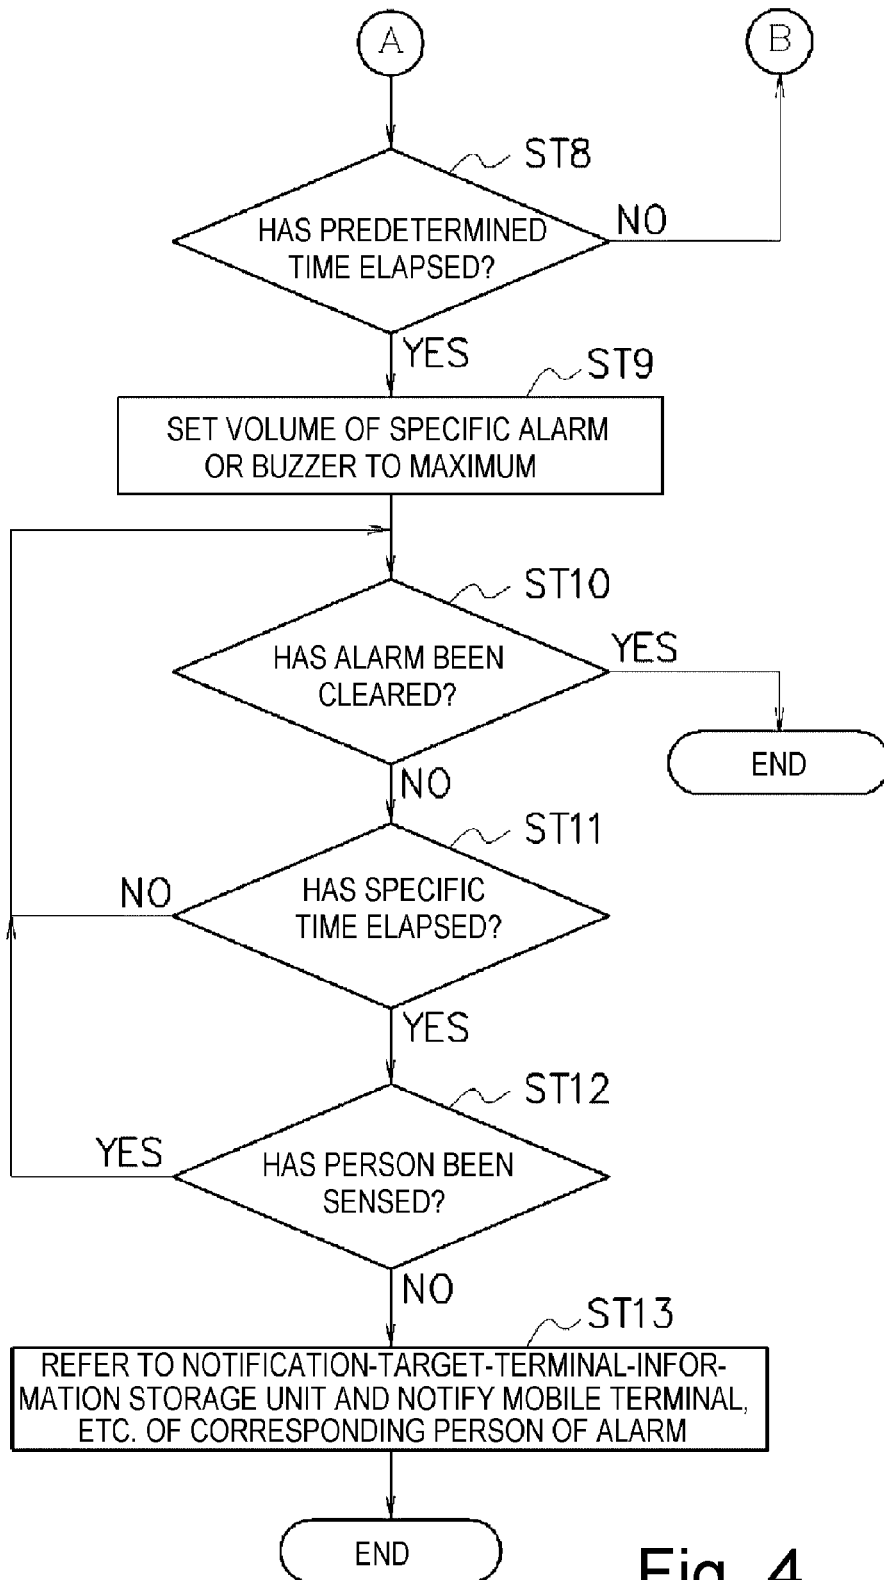 A
B
ST8
HAS PREDETERMINED
TIME ELAPSED?
NO
YES
ST9
SET VOLUME OF SPECIFIC ALARM
OR BUZZER TO MAXIMUM
ST10
HAS ALARM BEEN
CLEARED?
YES
END
NO
ST11
NO
HAS SPECIFIC
TIME ELAPSED?
YES
ST12
YES
HAS PERSON BEEN
SENSED?
NO
ST13
REFER TO NOTIFICATION-TARGET-TERMINAL-INFOR-
MATION STORAGE UNIT AND NOTIFY MOBILE TERMINAL,
ETC. OF CORRESPONDING PERSON OF ALARM
END
Fig. 4